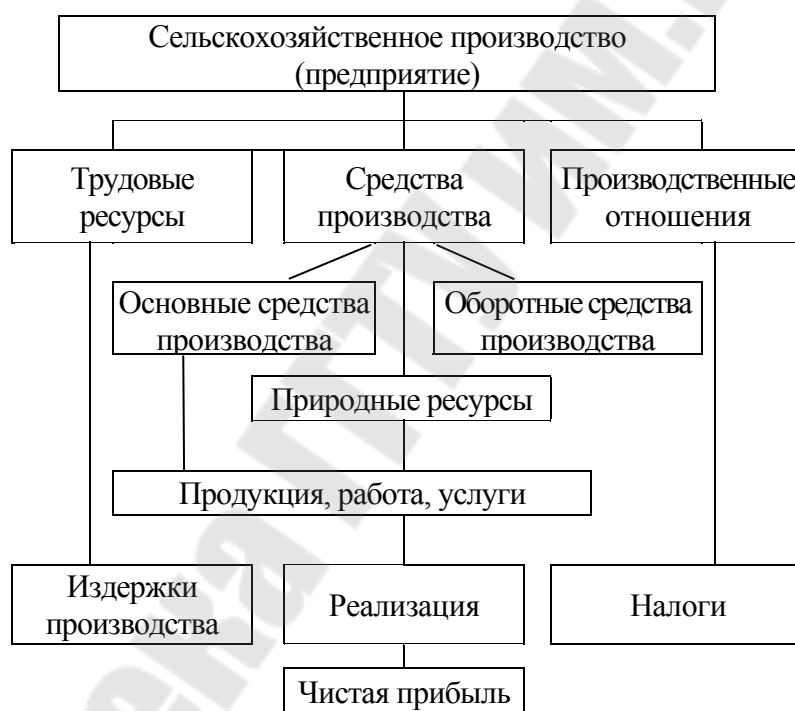 Сельскохозяйственное производство
(предприятие)
Трудовые
ресурсы
Средства
производства
Производственные
отношения
Основные средства
производства
Оборотные средства
производства
Природные ресурсы
Продукция, работа, услуги
Издержки
производства
Реализация
Налоги
Чистая прибыль